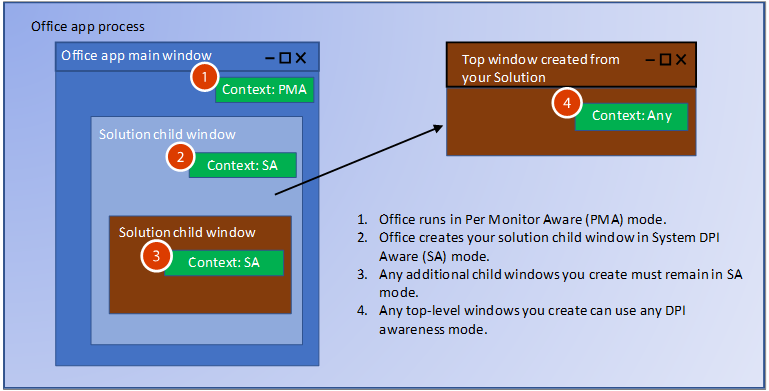 Office app process
Office app main window
1
Context: PMA
Solution child window
2
Context: SA
Solution child window
3
Context: SA
Top window created from
your Solution
4
Context: Any
1. Office runs in Per Monitor Aware (PMA) mode.
2. Office creates your solution child window in System DPI
Aware (SA) mode.
3. Any additional child windows you create must remain in SA
mode.
4. Any top-level windows you create can use any DPI
awareness mode.